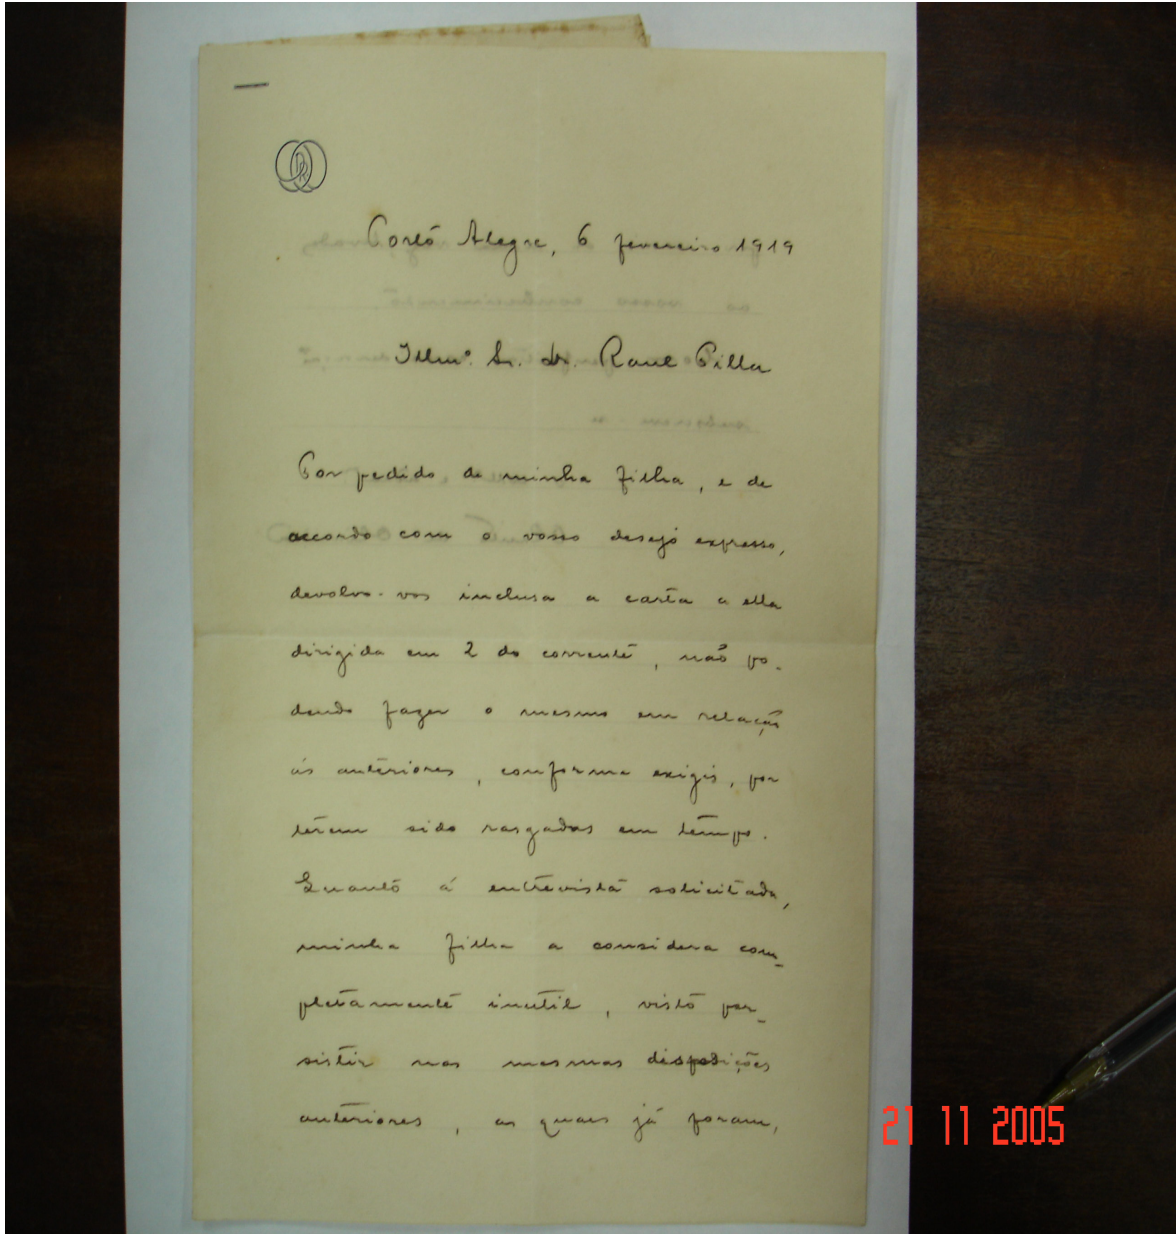 Porto Alegre, 6 fevereiro 1919
Illmº. Sr. Dr. Raul Pilla
Por pedido de minha filha, e de
accordo com o vosso desejo expresso,
devolvo-vos inclusa a carta a ella
dirigida em 2 do corrente, não po-
dendo fazer o mesmo em relação
ás anteriores, conforme exigis, por
terem sido rasgadas em tempo.
Quanto á entrevista solicitada,
minha filha a considera com-
pletamente inutil, visto per-
sistir nas mesmas disposições
anteriores, as quaes já foram,
21 11 2005